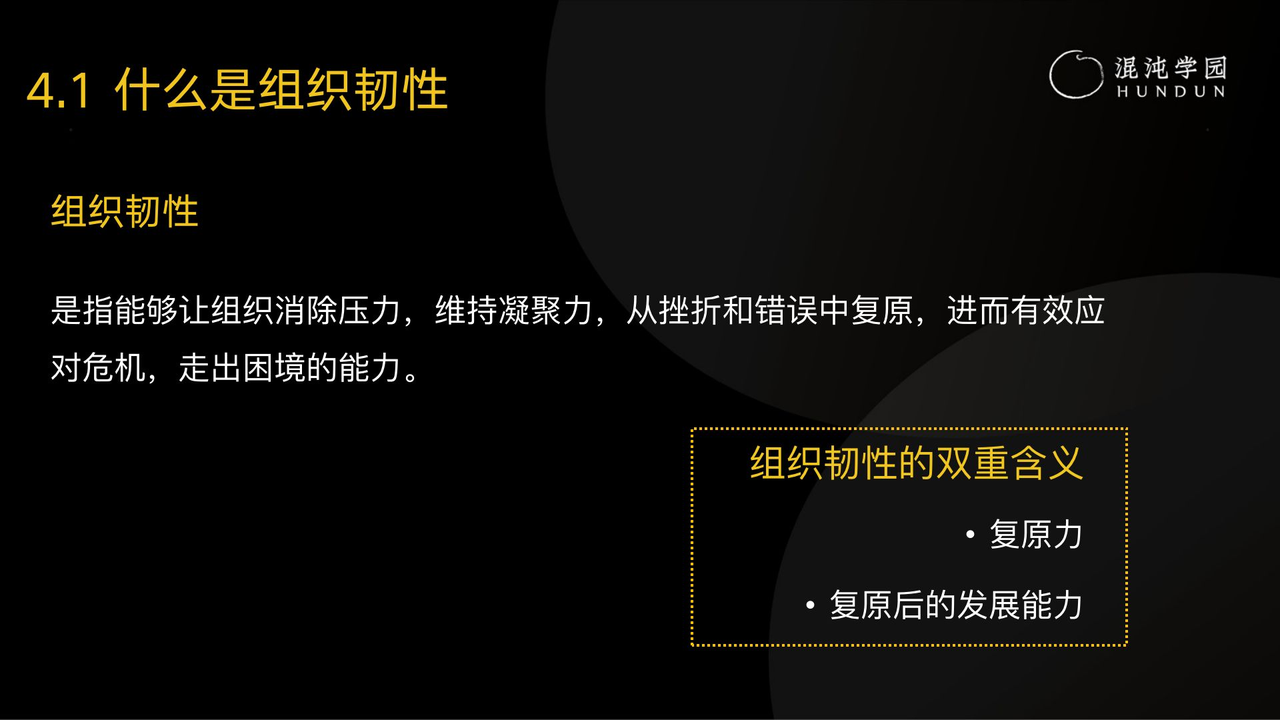 4.1 什么是组织韧性
混沌学园
HUNDUN
组织韧性
是指能够让组织消除压力，维持凝聚力，从挫折和错误中复原，进而有效应
对危机，走出困境的能力。
组织韧性的双重含义
• 复原力
• 复原后的发展能力